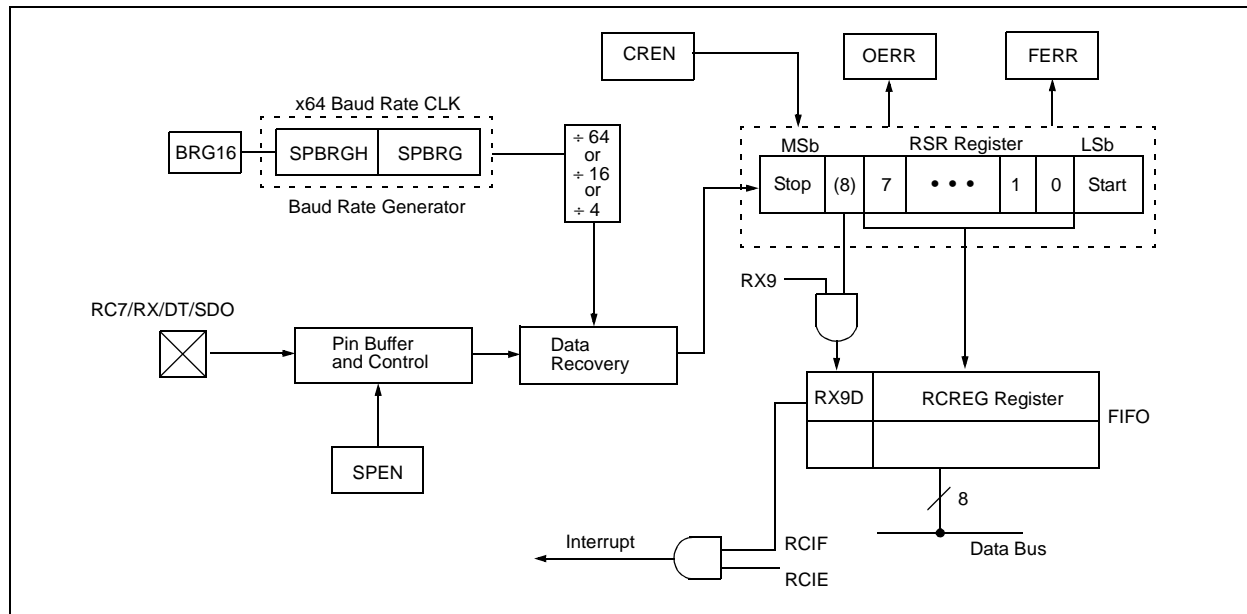 CREN
OERR
FERR
x64 Baud Rate CLK
BRG16
SPBRGH
SPBRG
Baud Rate Generator
÷ 64
or
÷ 16
or
÷ 4
MSb
RSR Register
LSb
Stop
(8)
7
• • •
1
0
Start
RX9
RC7/RX/DT/SDO
Pin Buffer
and Control
Data
Recovery
SPEN
RX9D
RCREG Register
FIFO
8
Data Bus
Interrupt
RCIF
RCIE